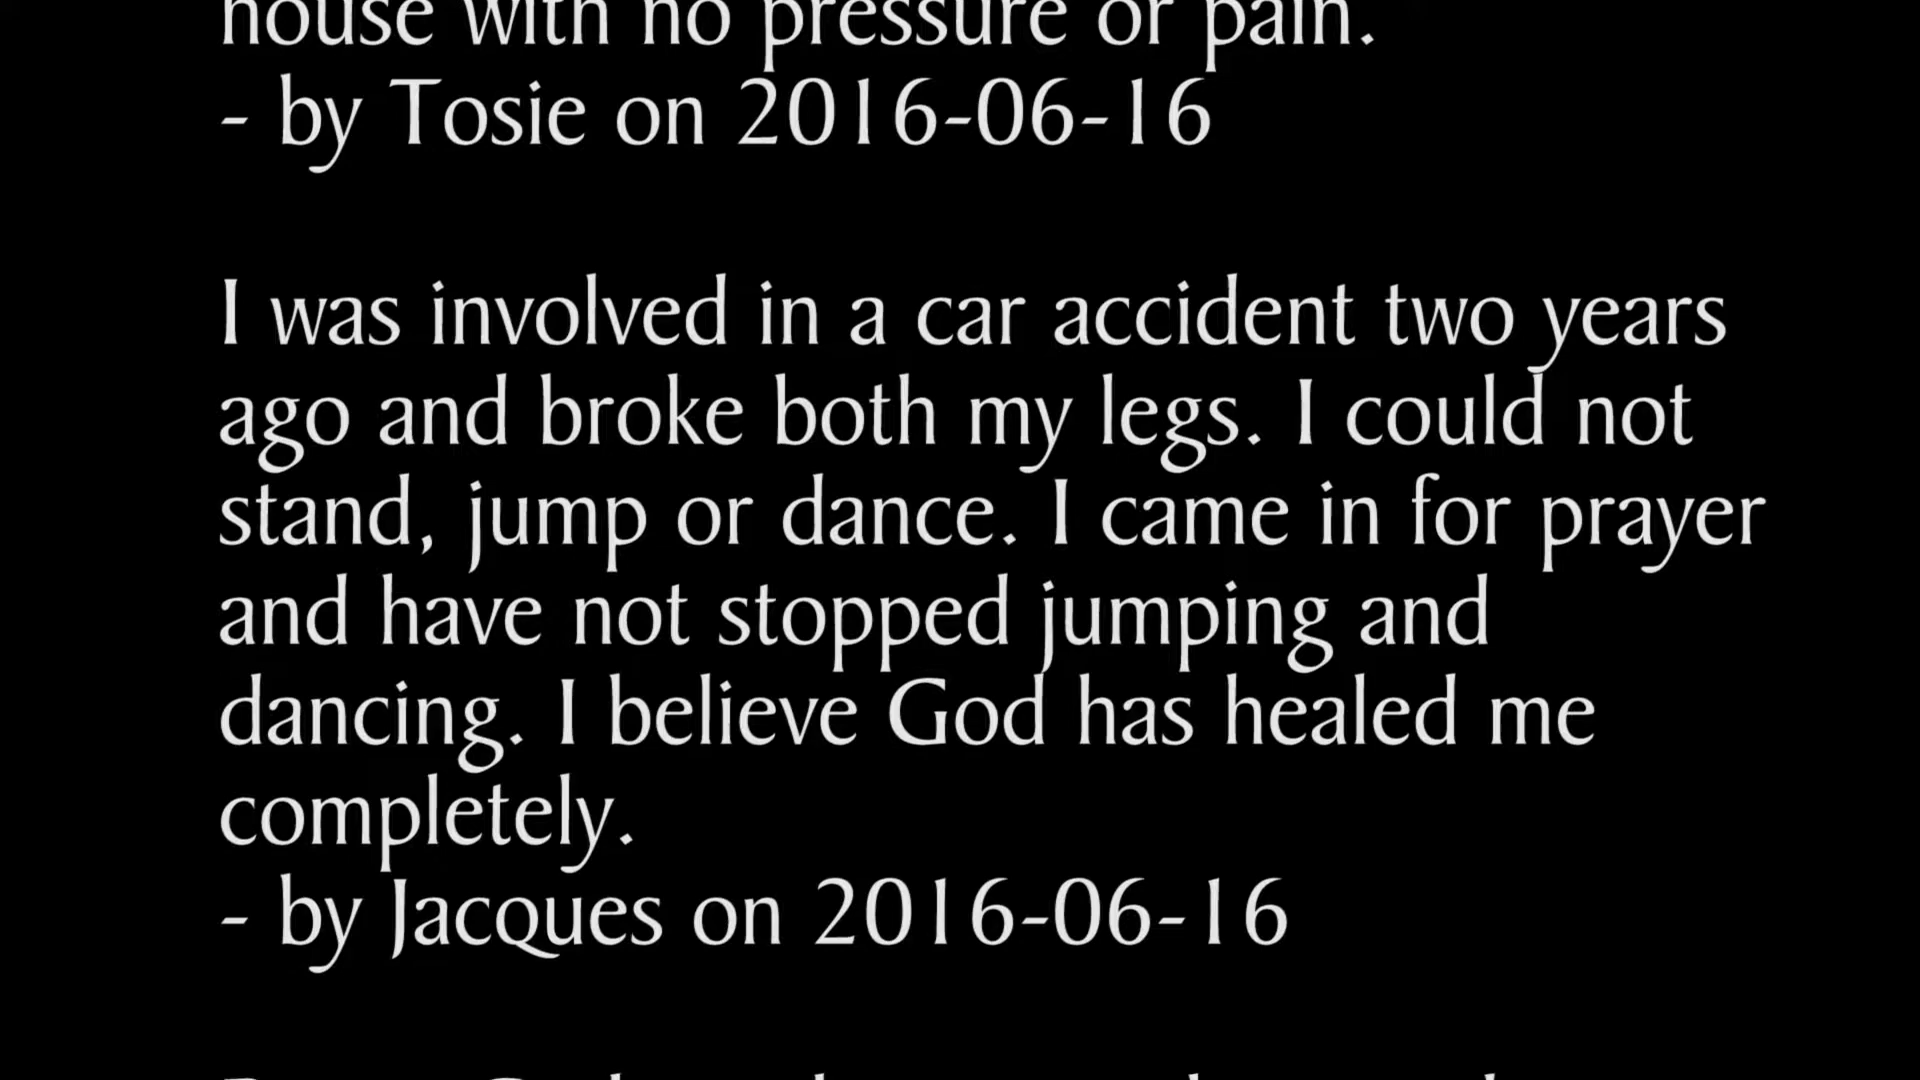 house with no pressure or pain.
- by Tosie on 2016-06-16
I was involved in a car accident two years
ago and broke both my legs. I could not
stand, jump or dance. I came in for prayer
and have not stopped jumping and
dancing. I believe God has healed me
completely.
- by Jacques on 2016-06-16